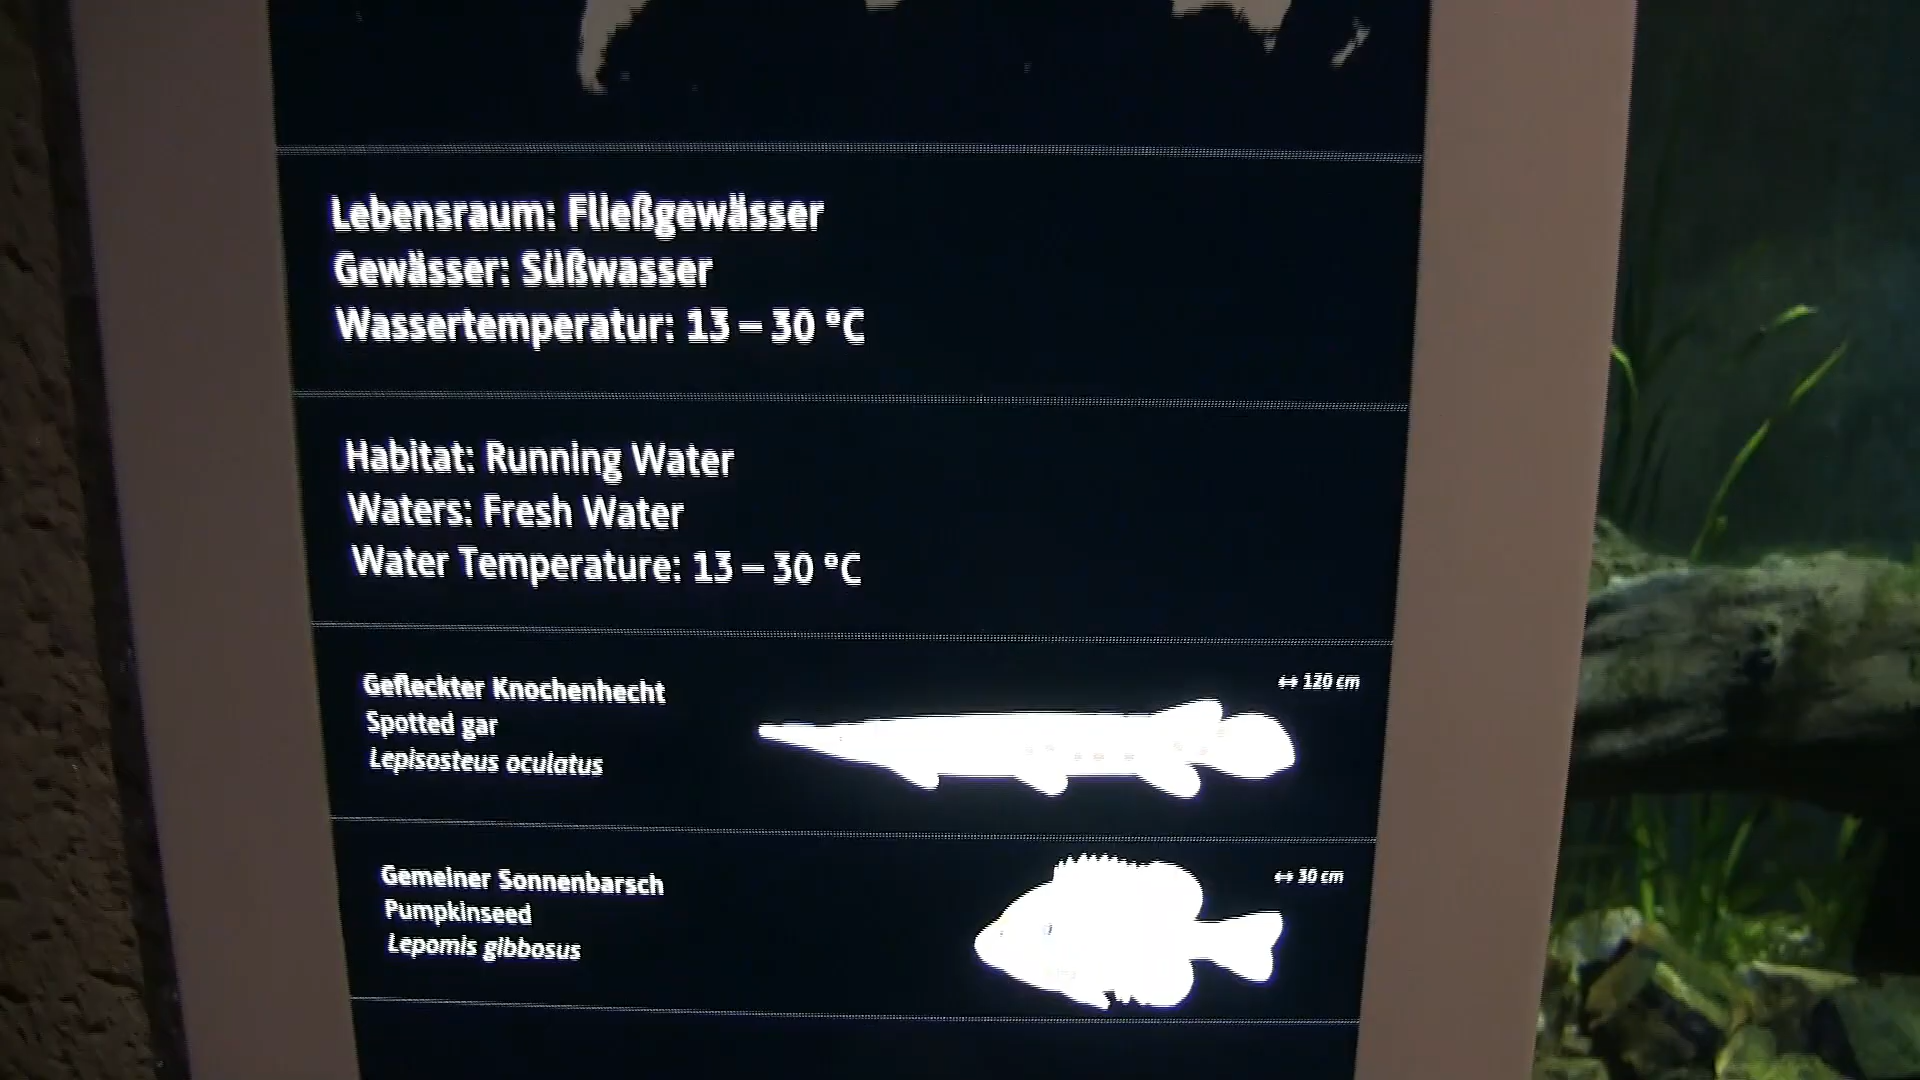 Lebensraum: Fließgewässer
Gewässer: Süßwasser
Wassertemperatur: 13 – 30 °C
Habitat: Running Water
Waters: Fresh Water
Water Temperature: 13 – 30 °C
Gefleckter Knochenhecht
Spotted gar
Lepisosteus oculatus
↔ 120 cm
Gemeiner Sonnenbarsch
Pumpkinseed
Lepomis gibbosus
↔ 30 cm